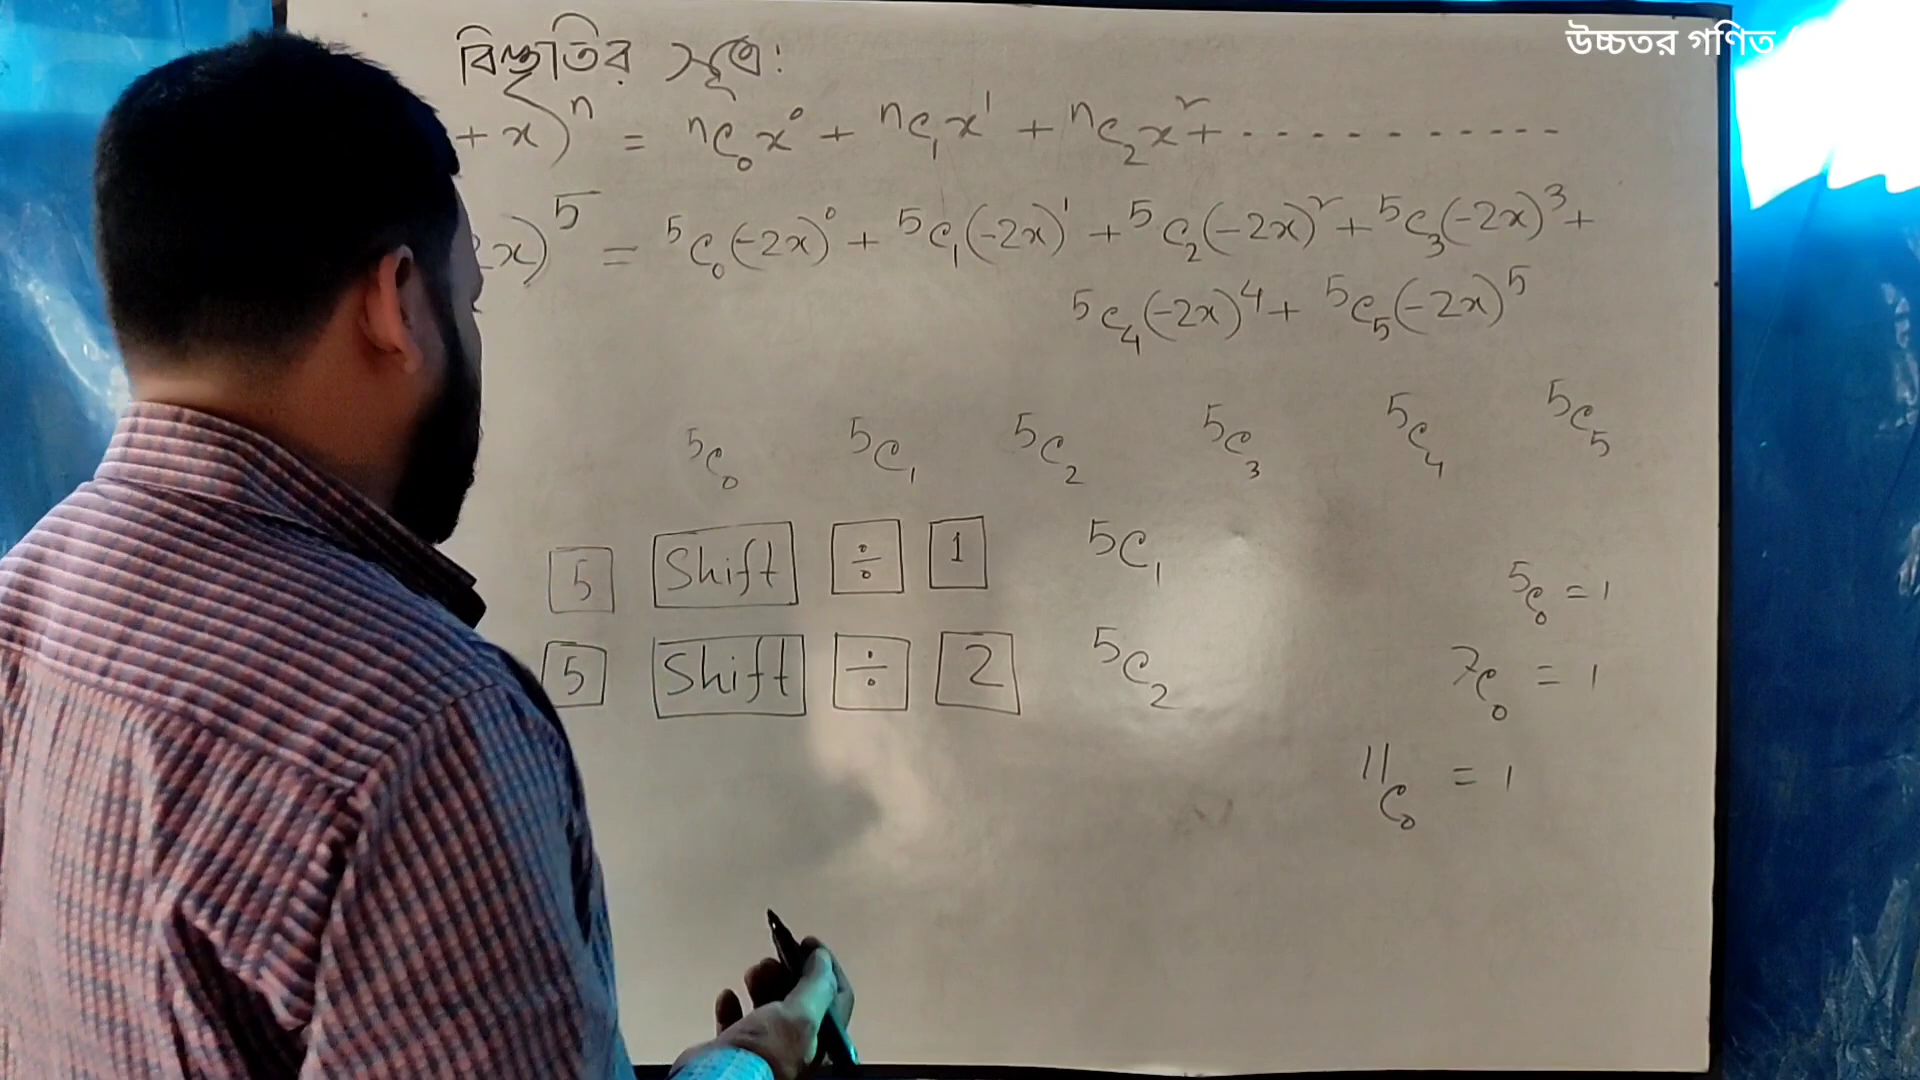 উচ্চতর গণিত
বিস্তৃতির সূত্র:
+ x)ⁿ = ⁿC₀x⁰ + ⁿC₁x¹ + ⁿC₂x² + - - - - - - - - - - -
2x)⁵ = ⁵C₀(-2x)⁰ + ⁵C₁(-2x)¹ + ⁵C₂(-2x)² + ⁵C₃(-2x)³ +
⁵C₄(-2x)⁴ + ⁵C₅(-2x)⁵
⁵C₀ ⁵C₁ ⁵C₂ ⁵C₃ ⁵C₄ ⁵C₅
5 Shift ÷ 1 ⁵C₁
⁵C₀ = 1
5 Shift ÷ 2 ⁵C₂
⁷C₀ = 1
¹¹C₀ = 1